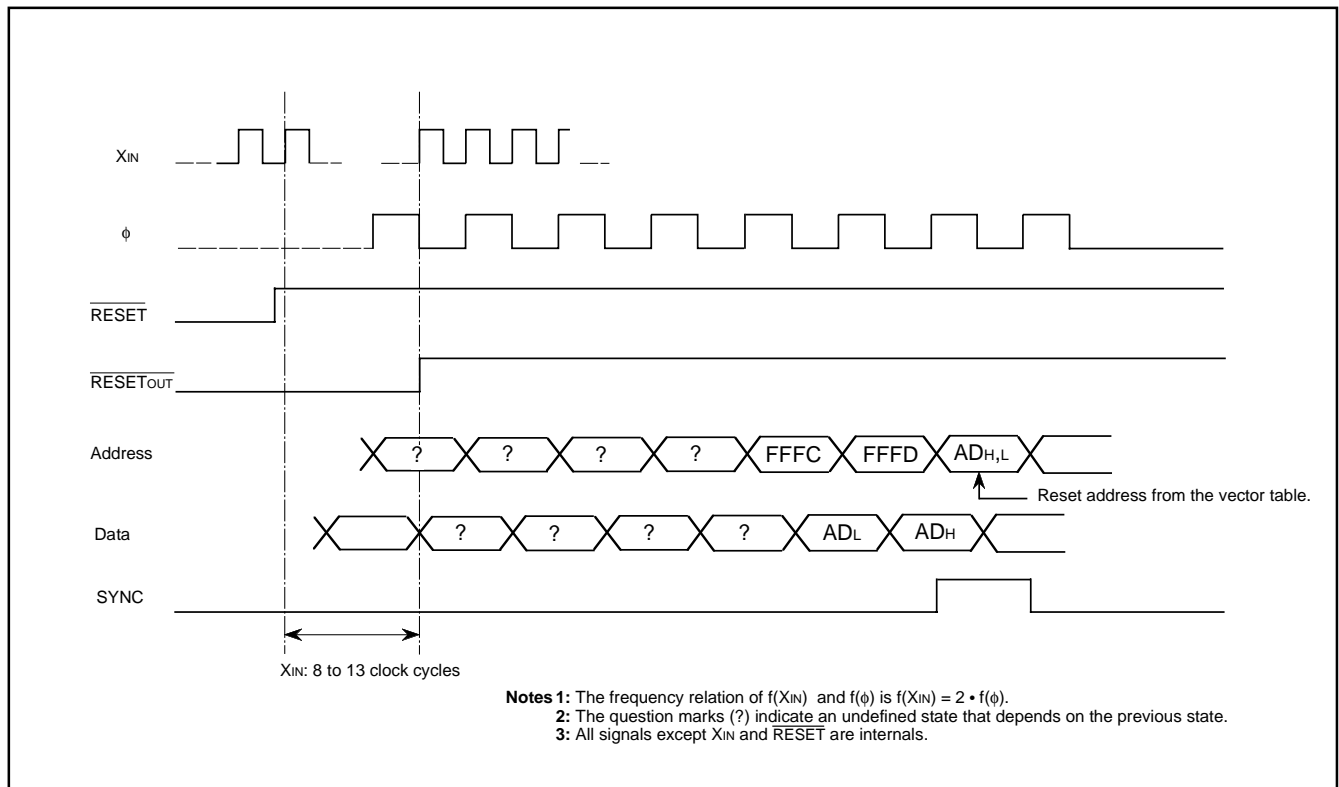 XIN
ϕ
RESET
RESETOUT
Address ? ? ? ? FFFC FFFD ADH,L
Reset address from the vector table.
Data ? ? ? ? ADL ADH
SYNC
XIN: 8 to 13 clock cycles
Notes 1: The frequency relation of f(XIN) and f(ϕ) is f(XIN) = 2 • f(ϕ).
2: The question marks (?) indicate an undefined state that depends on the previous state.
3: All signals except XIN and RESET are internals.